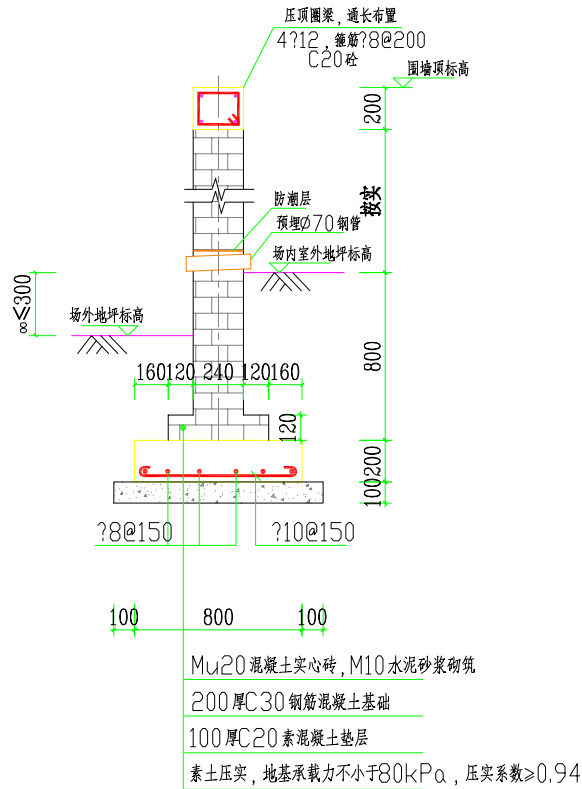 压顶圈梁，通长布置
4?12，箍筋?8@200
C20砼
围墙顶标高
200
按实
防潮层
预埋Ø70钢管
场内室外地坪标高
∞≤300
场外地坪标高
800
160 120 240 120 160
120
200
100
?8@150
?10@150
100 800 100
Mu20混凝土实心砖，M10水泥砂浆砌筑
200厚C30钢筋混凝土基础
100厚C20素混凝土垫层
素土压实，地基承载力不小于80kPa，压实系数≥0.94